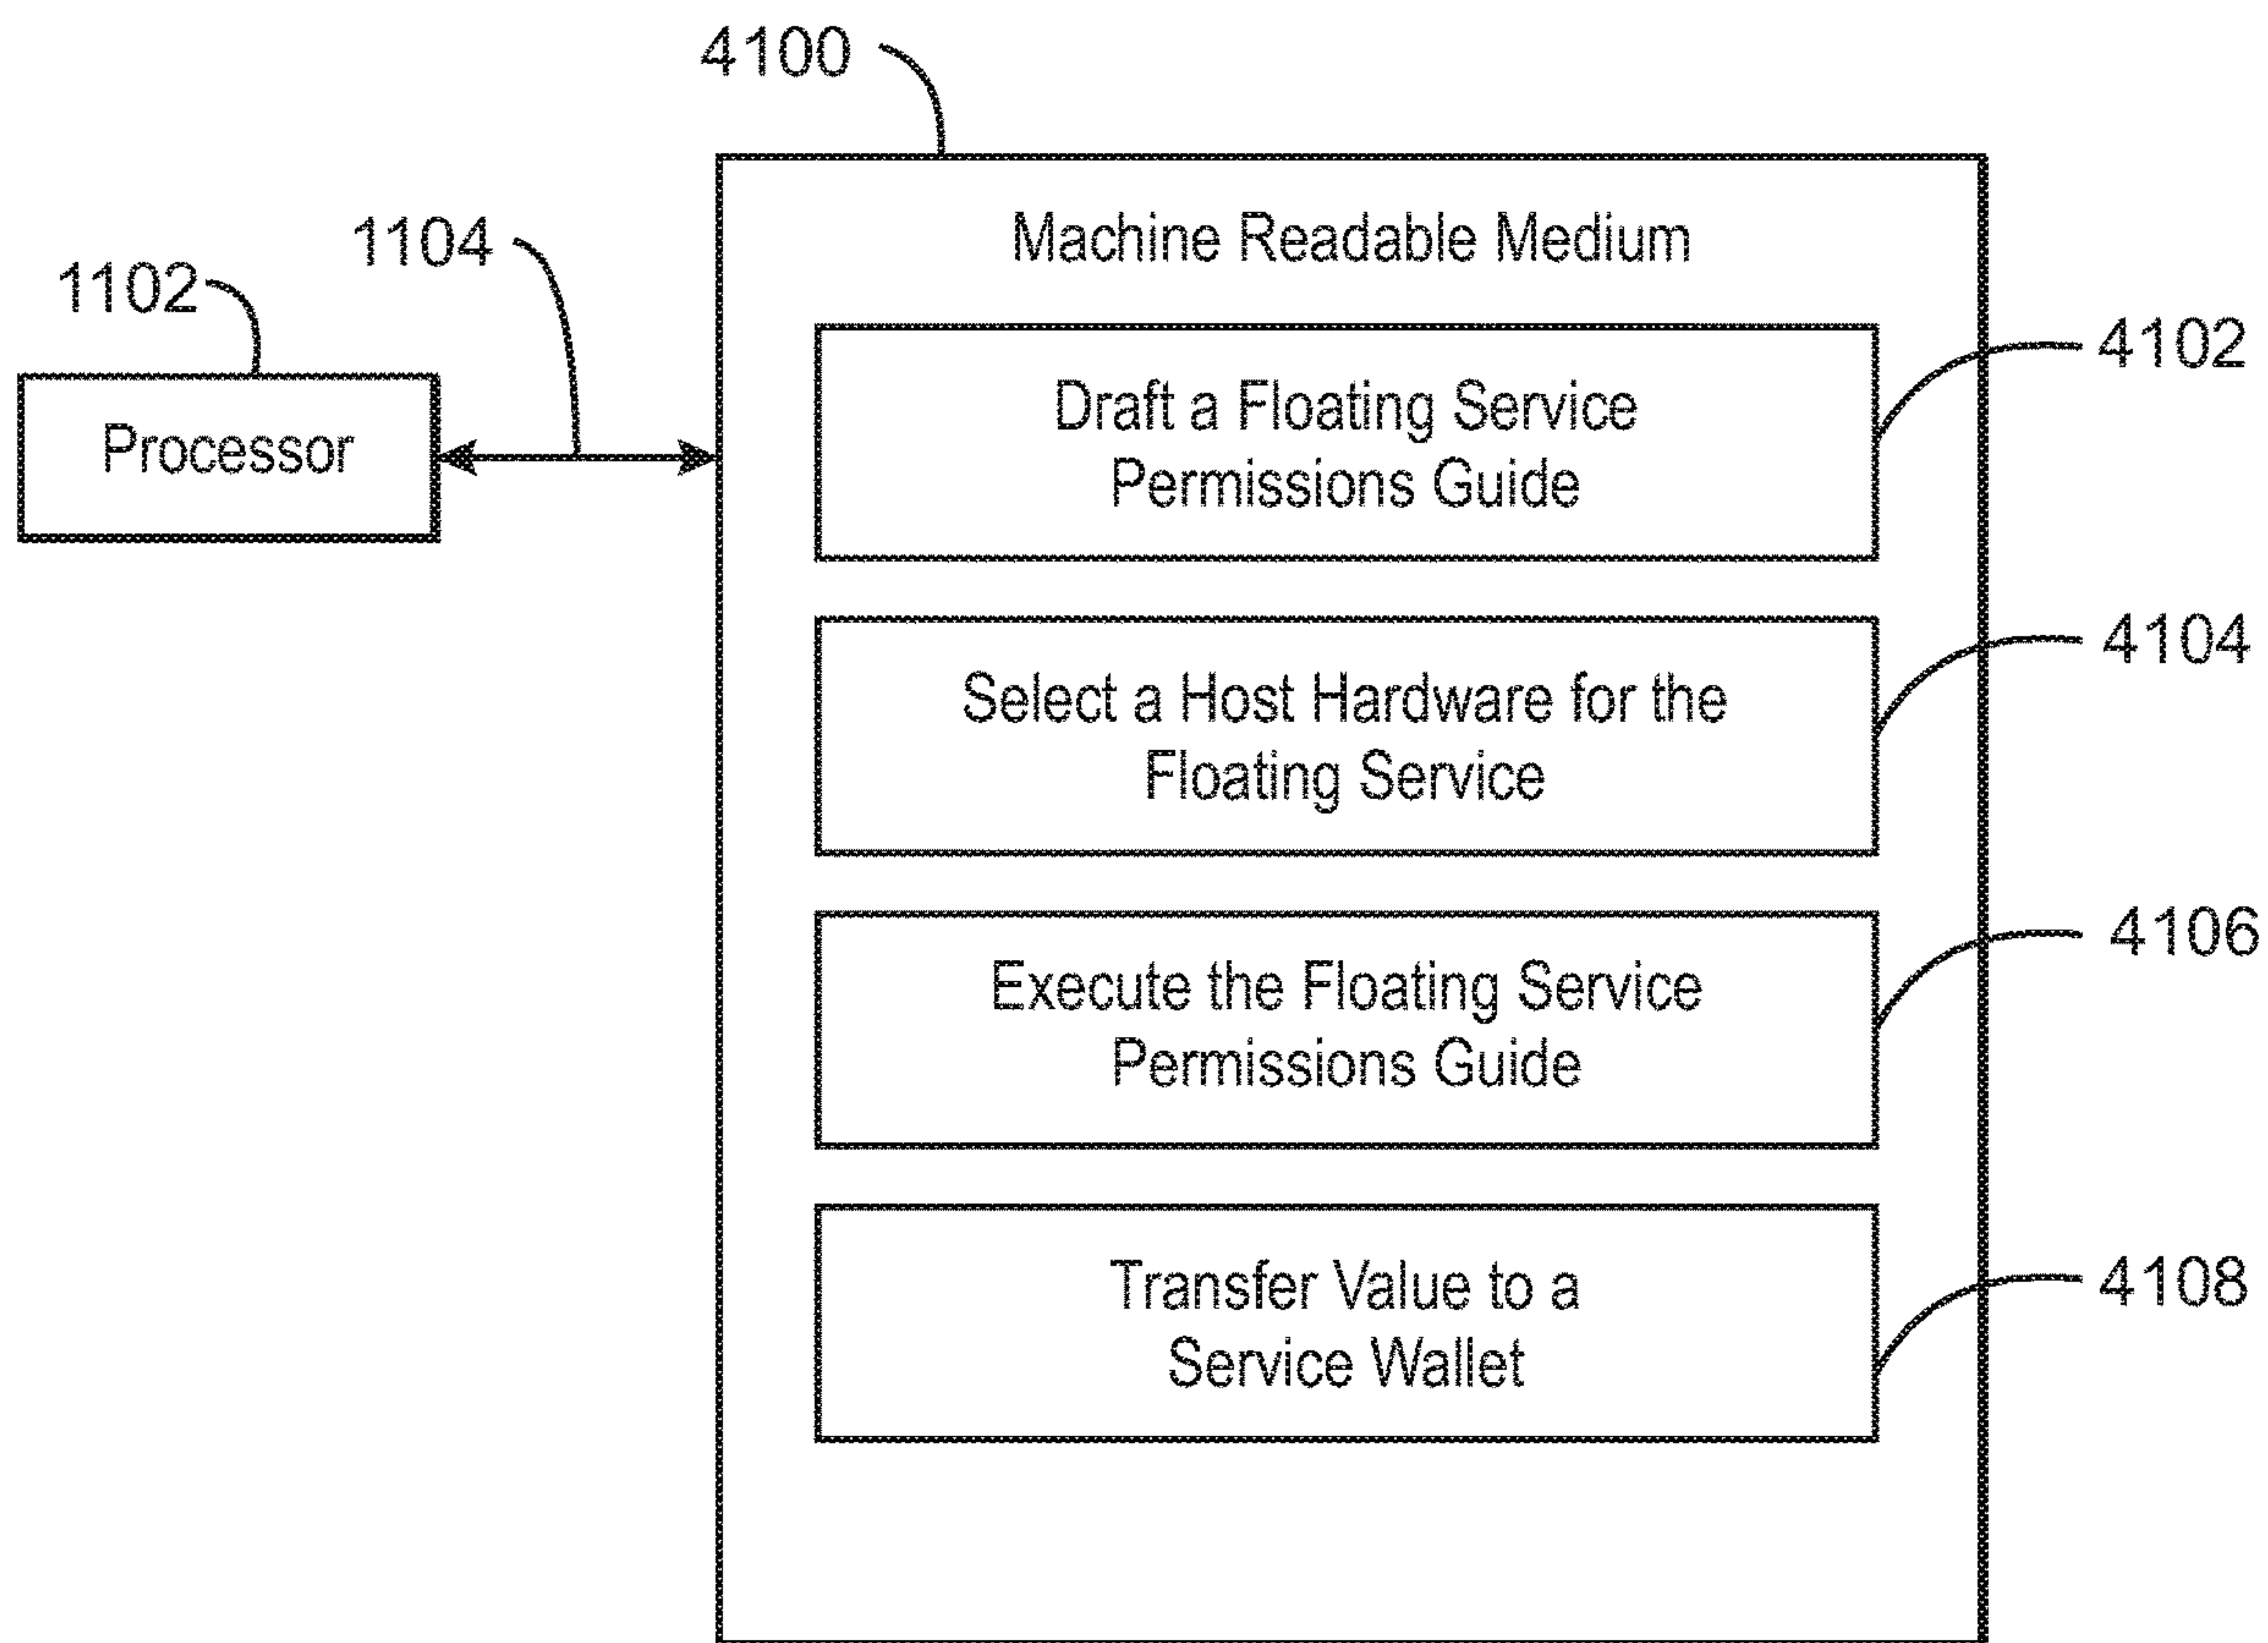 4100
1104
1102
Processor
Machine Readable Medium
Draft a Floating Service
Permissions Guide
4102
Select a Host Hardware for the
Floating Service
4104
Execute the Floating Service
Permissions Guide
4106
Transfer Value to a
Service Wallet
4108